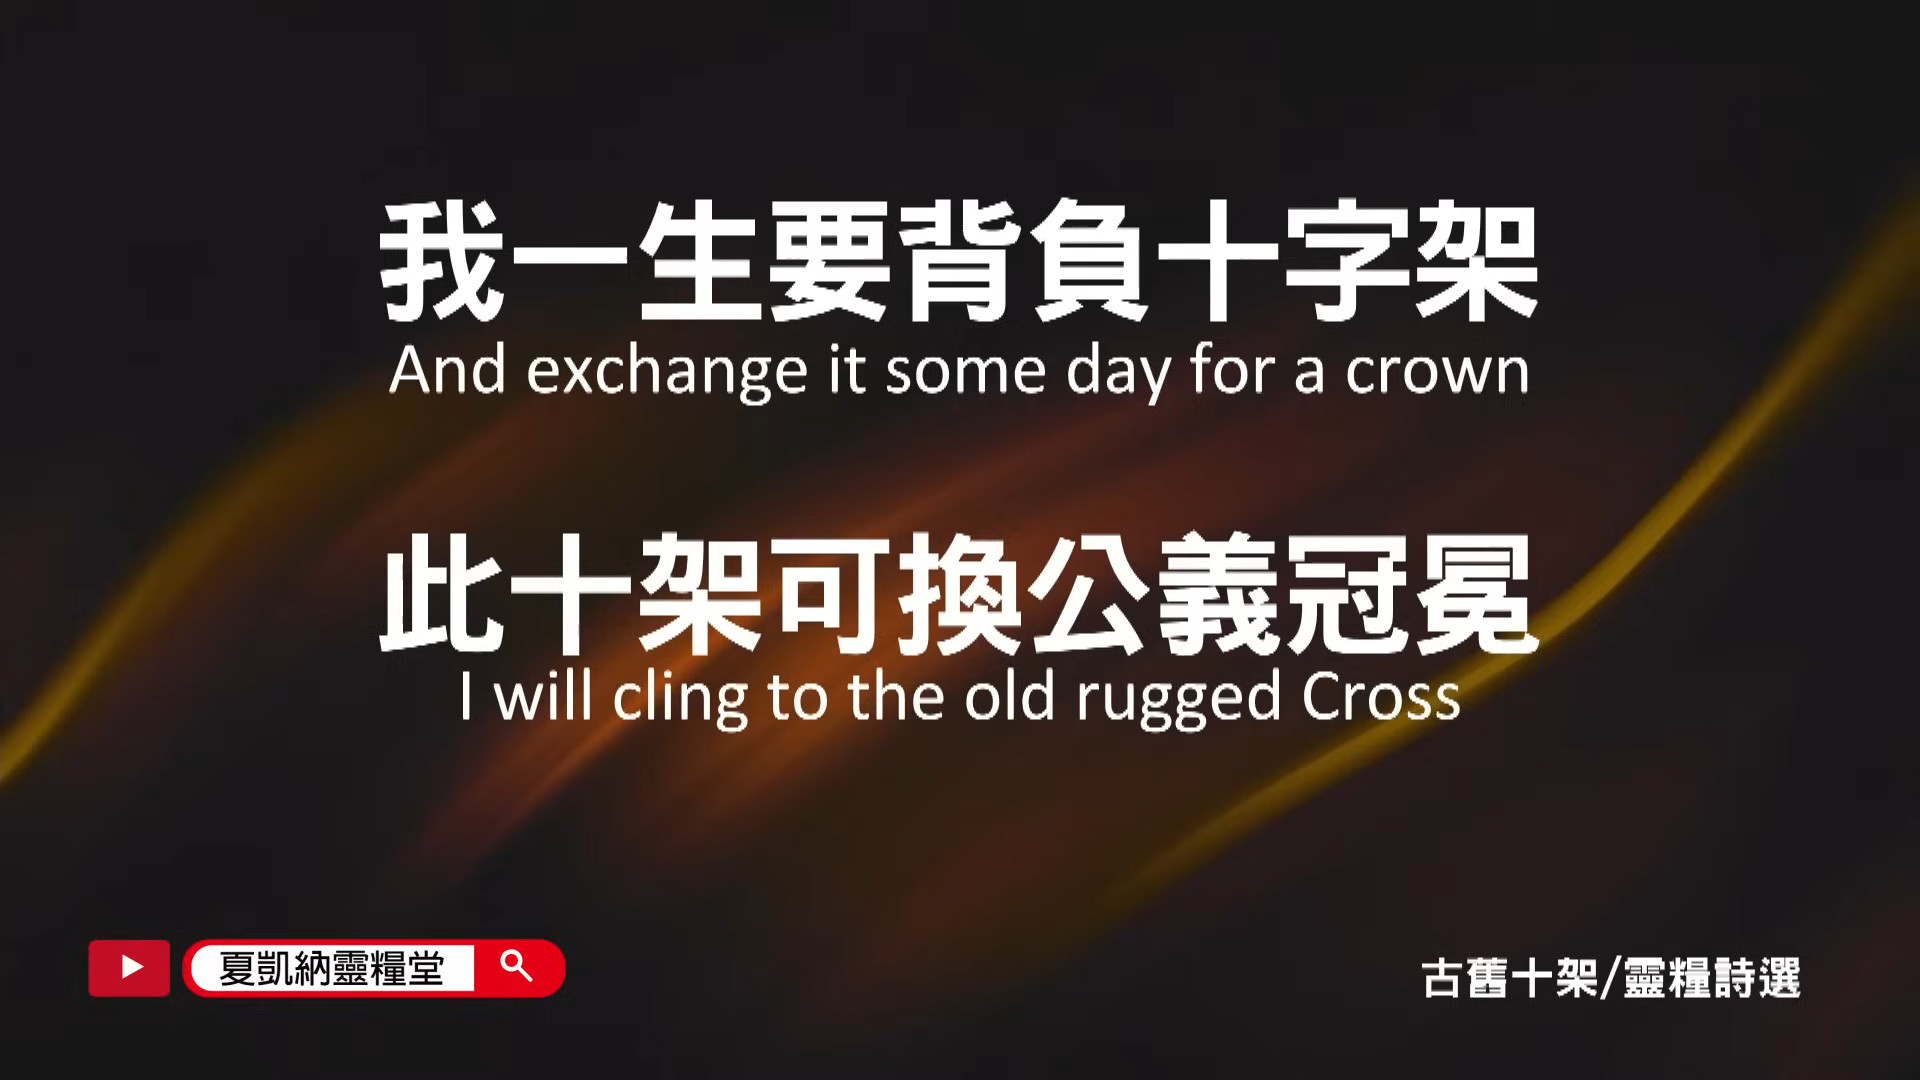 我一生要背負十字架
And exchange it some day for a crown
此十架可換公義冠冕
I will cling to the old rugged Cross
夏凱納靈糧堂
古舊十架/靈糧詩選